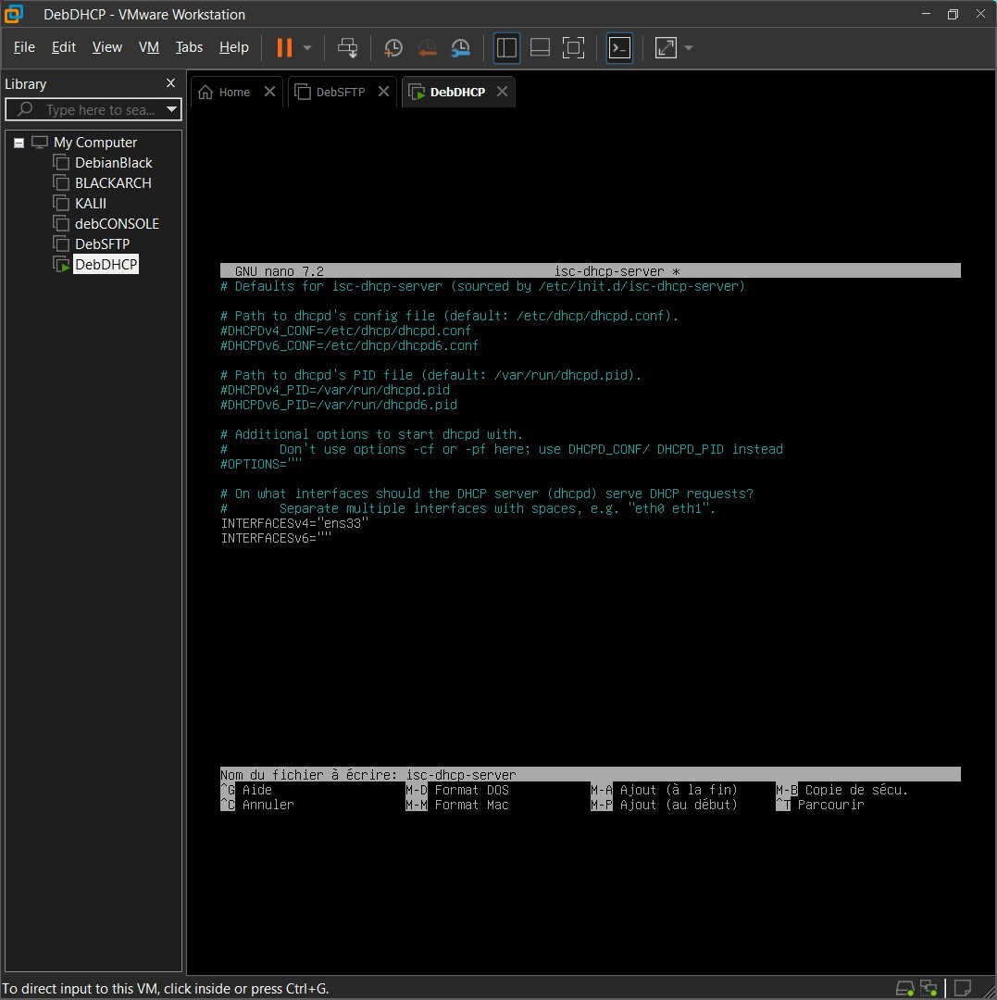 DebDHCP - VMware Workstation
File Edit View VM Tabs Help
Library
Type here to sea...
My Computer
DebianBlack
BLACKARCH
KALII
debCONSOLE
DebSFTP
DebDHCP
Home DebSFTP DebDHCP
GNU nano 7.2 isc-dhcp-server *
# Defaults for isc-dhcp-server (sourced by /etc/init.d/isc-dhcp-server)
# Path to dhcpd's config file (default: /etc/dhcp/dhcpd.conf).
#DHCPDv4_CONF=/etc/dhcp/dhcpd.conf
#DHCPDv6_CONF=/etc/dhcp/dhcpd6.conf
# Path to dhcpd's PID file (default: /var/run/dhcpd.pid).
#DHCPDv4_PID=/var/run/dhcpd.pid
#DHCPDv6_PID=/var/run/dhcpd6.pid
# Additional options to start dhcpd with.
# Don't use options -cf or -pf here; use DHCPD_CONF/ DHCPD_PID instead
#OPTIONS=""
# On what interfaces should the DHCP server (dhcpd) serve DHCP requests?
# Separate multiple interfaces with spaces, e.g. "eth0 eth1".
INTERFACESv4="ens33"
INTERFACESv6=""
Nom du fichier à écrire: isc-dhcp-server
^G Aide M-D Format DOS M-A Ajout (à la fin) M-B Copie de sécu.
^C Annuler M-M Format Mac M-P Ajout (au début) ^T Parcourir
To direct input to this VM, click inside or press Ctrl+G.